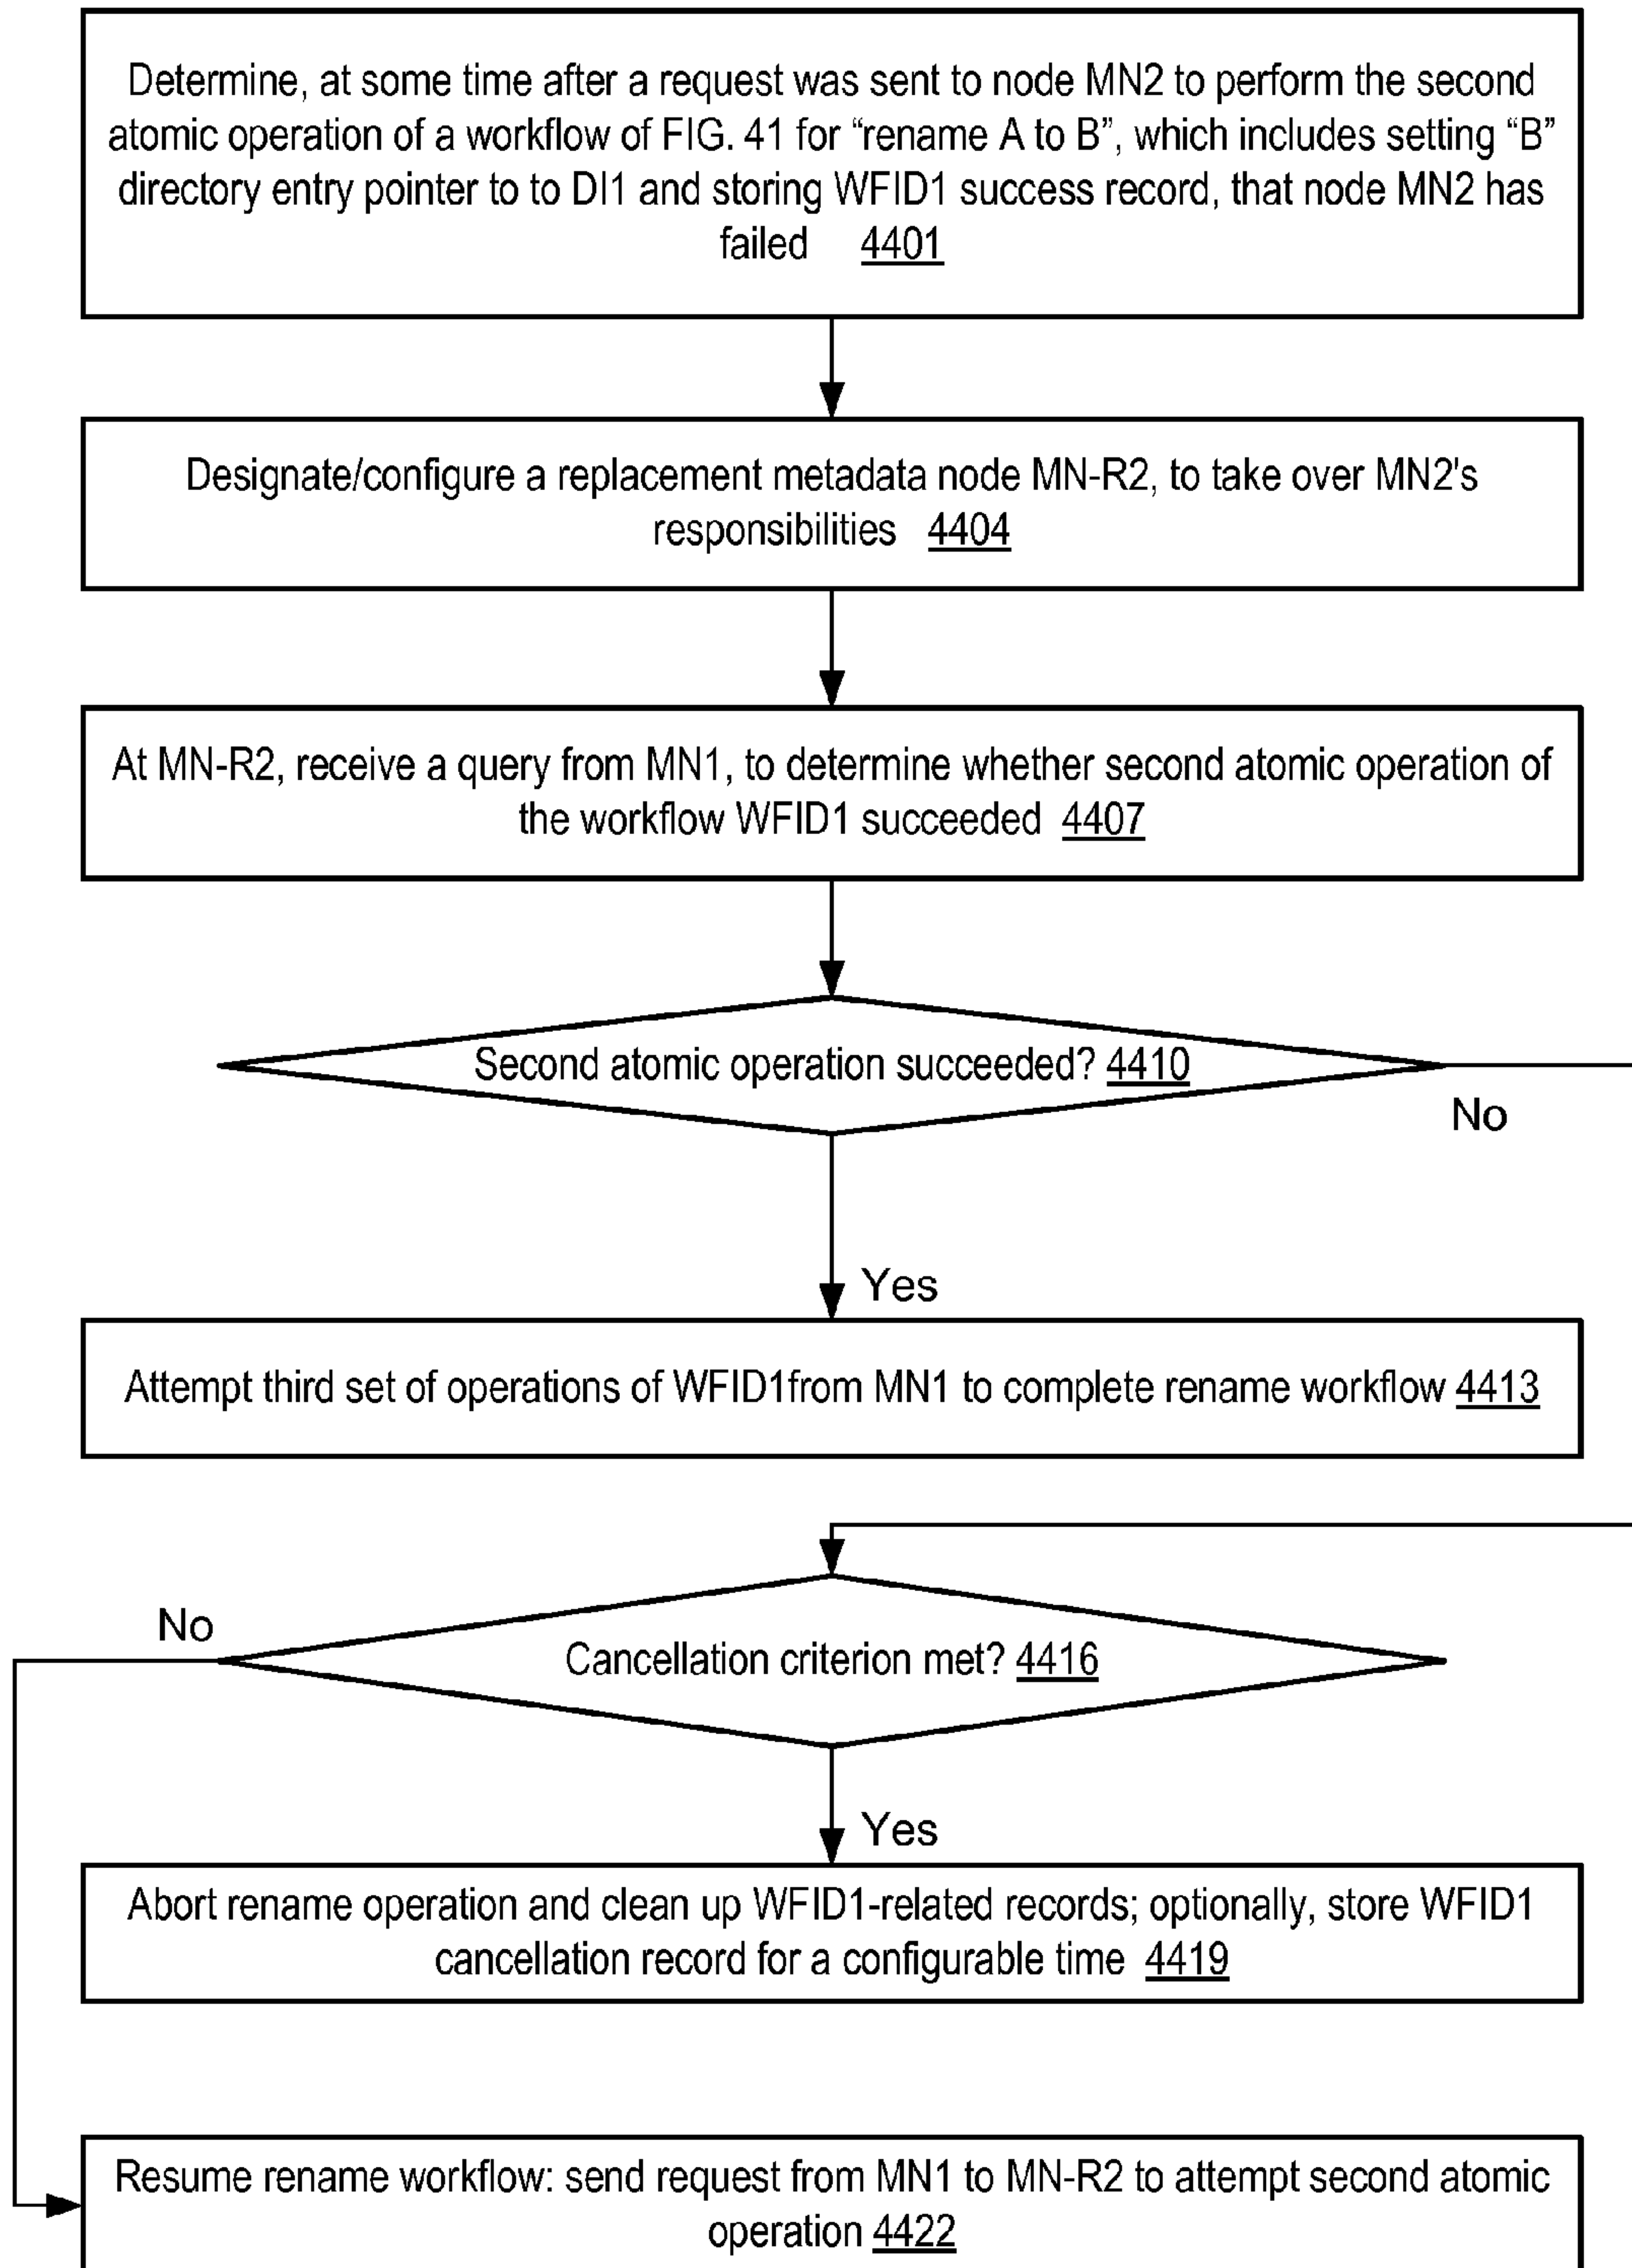 Determine, at some time after a request was sent to node MN2 to perform the second
atomic operation of a workflow of FIG. 41 for “rename A to B”, which includes setting “B”
directory entry pointer to to DI1 and storing WFID1 success record, that node MN2 has
failed 4401
Designate/configure a replacement metadata node MN-R2, to take over MN2's
responsibilities 4404
At MN-R2, receive a query from MN1, to determine whether second atomic operation of
the workflow WFID1 succeeded 4407
Second atomic operation succeeded? 4410
No
Yes
Attempt third set of operations of WFID1from MN1 to complete rename workflow 4413
No
Cancellation criterion met? 4416
Yes
Abort rename operation and clean up WFID1-related records; optionally, store WFID1
cancellation record for a configurable time 4419
Resume rename workflow: send request from MN1 to MN-R2 to attempt second atomic
operation 4422